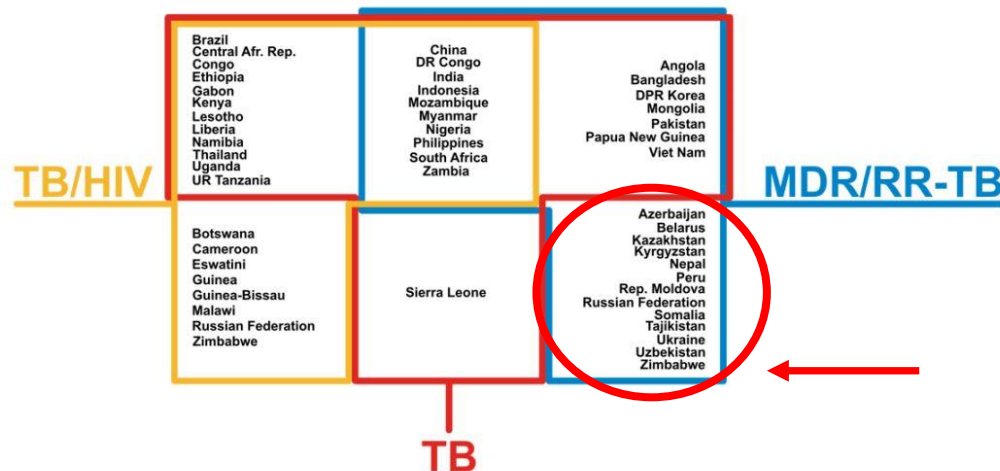 Brazil
Central Afr. Rep.
Congo
Ethiopia
Gabon
Kenya
Lesotho
Liberia
Namibia
Thailand
Uganda
UR Tanzania
China
DR Congo
India
Indonesia
Mozambique
Myanmar
Nigeria
Philippines
South Africa
Zambia
Angola
Bangladesh
DPR Korea
Mongolia
Pakistan
Papua New Guinea
Viet Nam
TB/HIV
MDR/RR-TB
Botswana
Cameroon
Eswatini
Guinea
Guinea-Bissau
Malawi
Russian Federation
Zimbabwe
Sierra Leone
Azerbaijan
Belarus
Kazakhstan
Kyrgyzstan
Nepal
Peru
Rep. Moldova
Russian Federation
Somalia
Tajikistan
Ukraine
Uzbekistan
Zimbabwe
TB